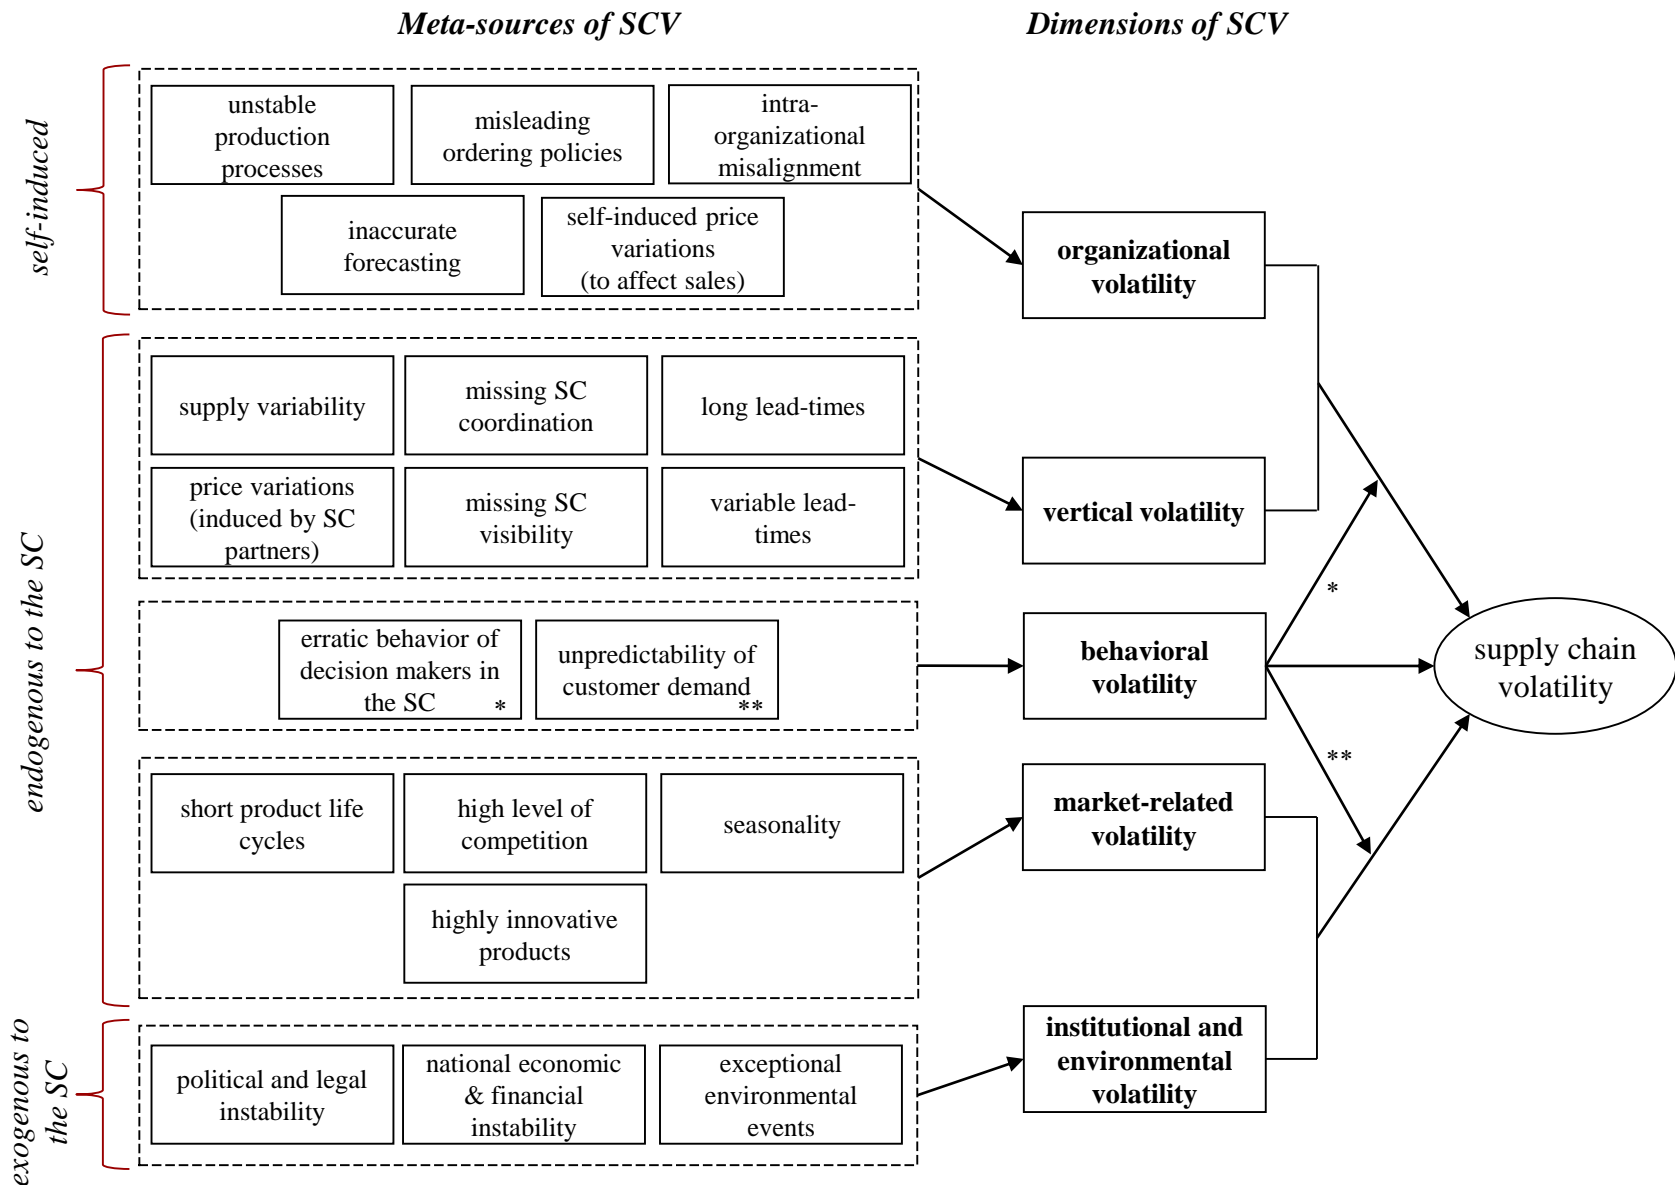 Meta-sources of SCV
Dimensions of SCV
self-induced
unstable
production
processes
misleading
ordering policies
intra-
organizational
misalignment
inaccurate
forecasting
self-induced price
variations
(to affect sales)
organizational
volatility
endogenous to the SC
supply variability
missing SC
coordination
long lead-times
price variations
(induced by SC
partners)
missing SC
visibility
variable lead-
times
vertical volatility
*
erratic behavior of
decision makers in
the SC
*
unpredictability of
customer demand
**
behavioral
volatility
supply chain
volatility
**
short product life
cycles
high level of
competition
seasonality
highly innovative
products
market-related
volatility
exogenous to
the SC
political and legal
instability
national economic
& financial
instability
exceptional
environmental
events
institutional and
environmental
volatility